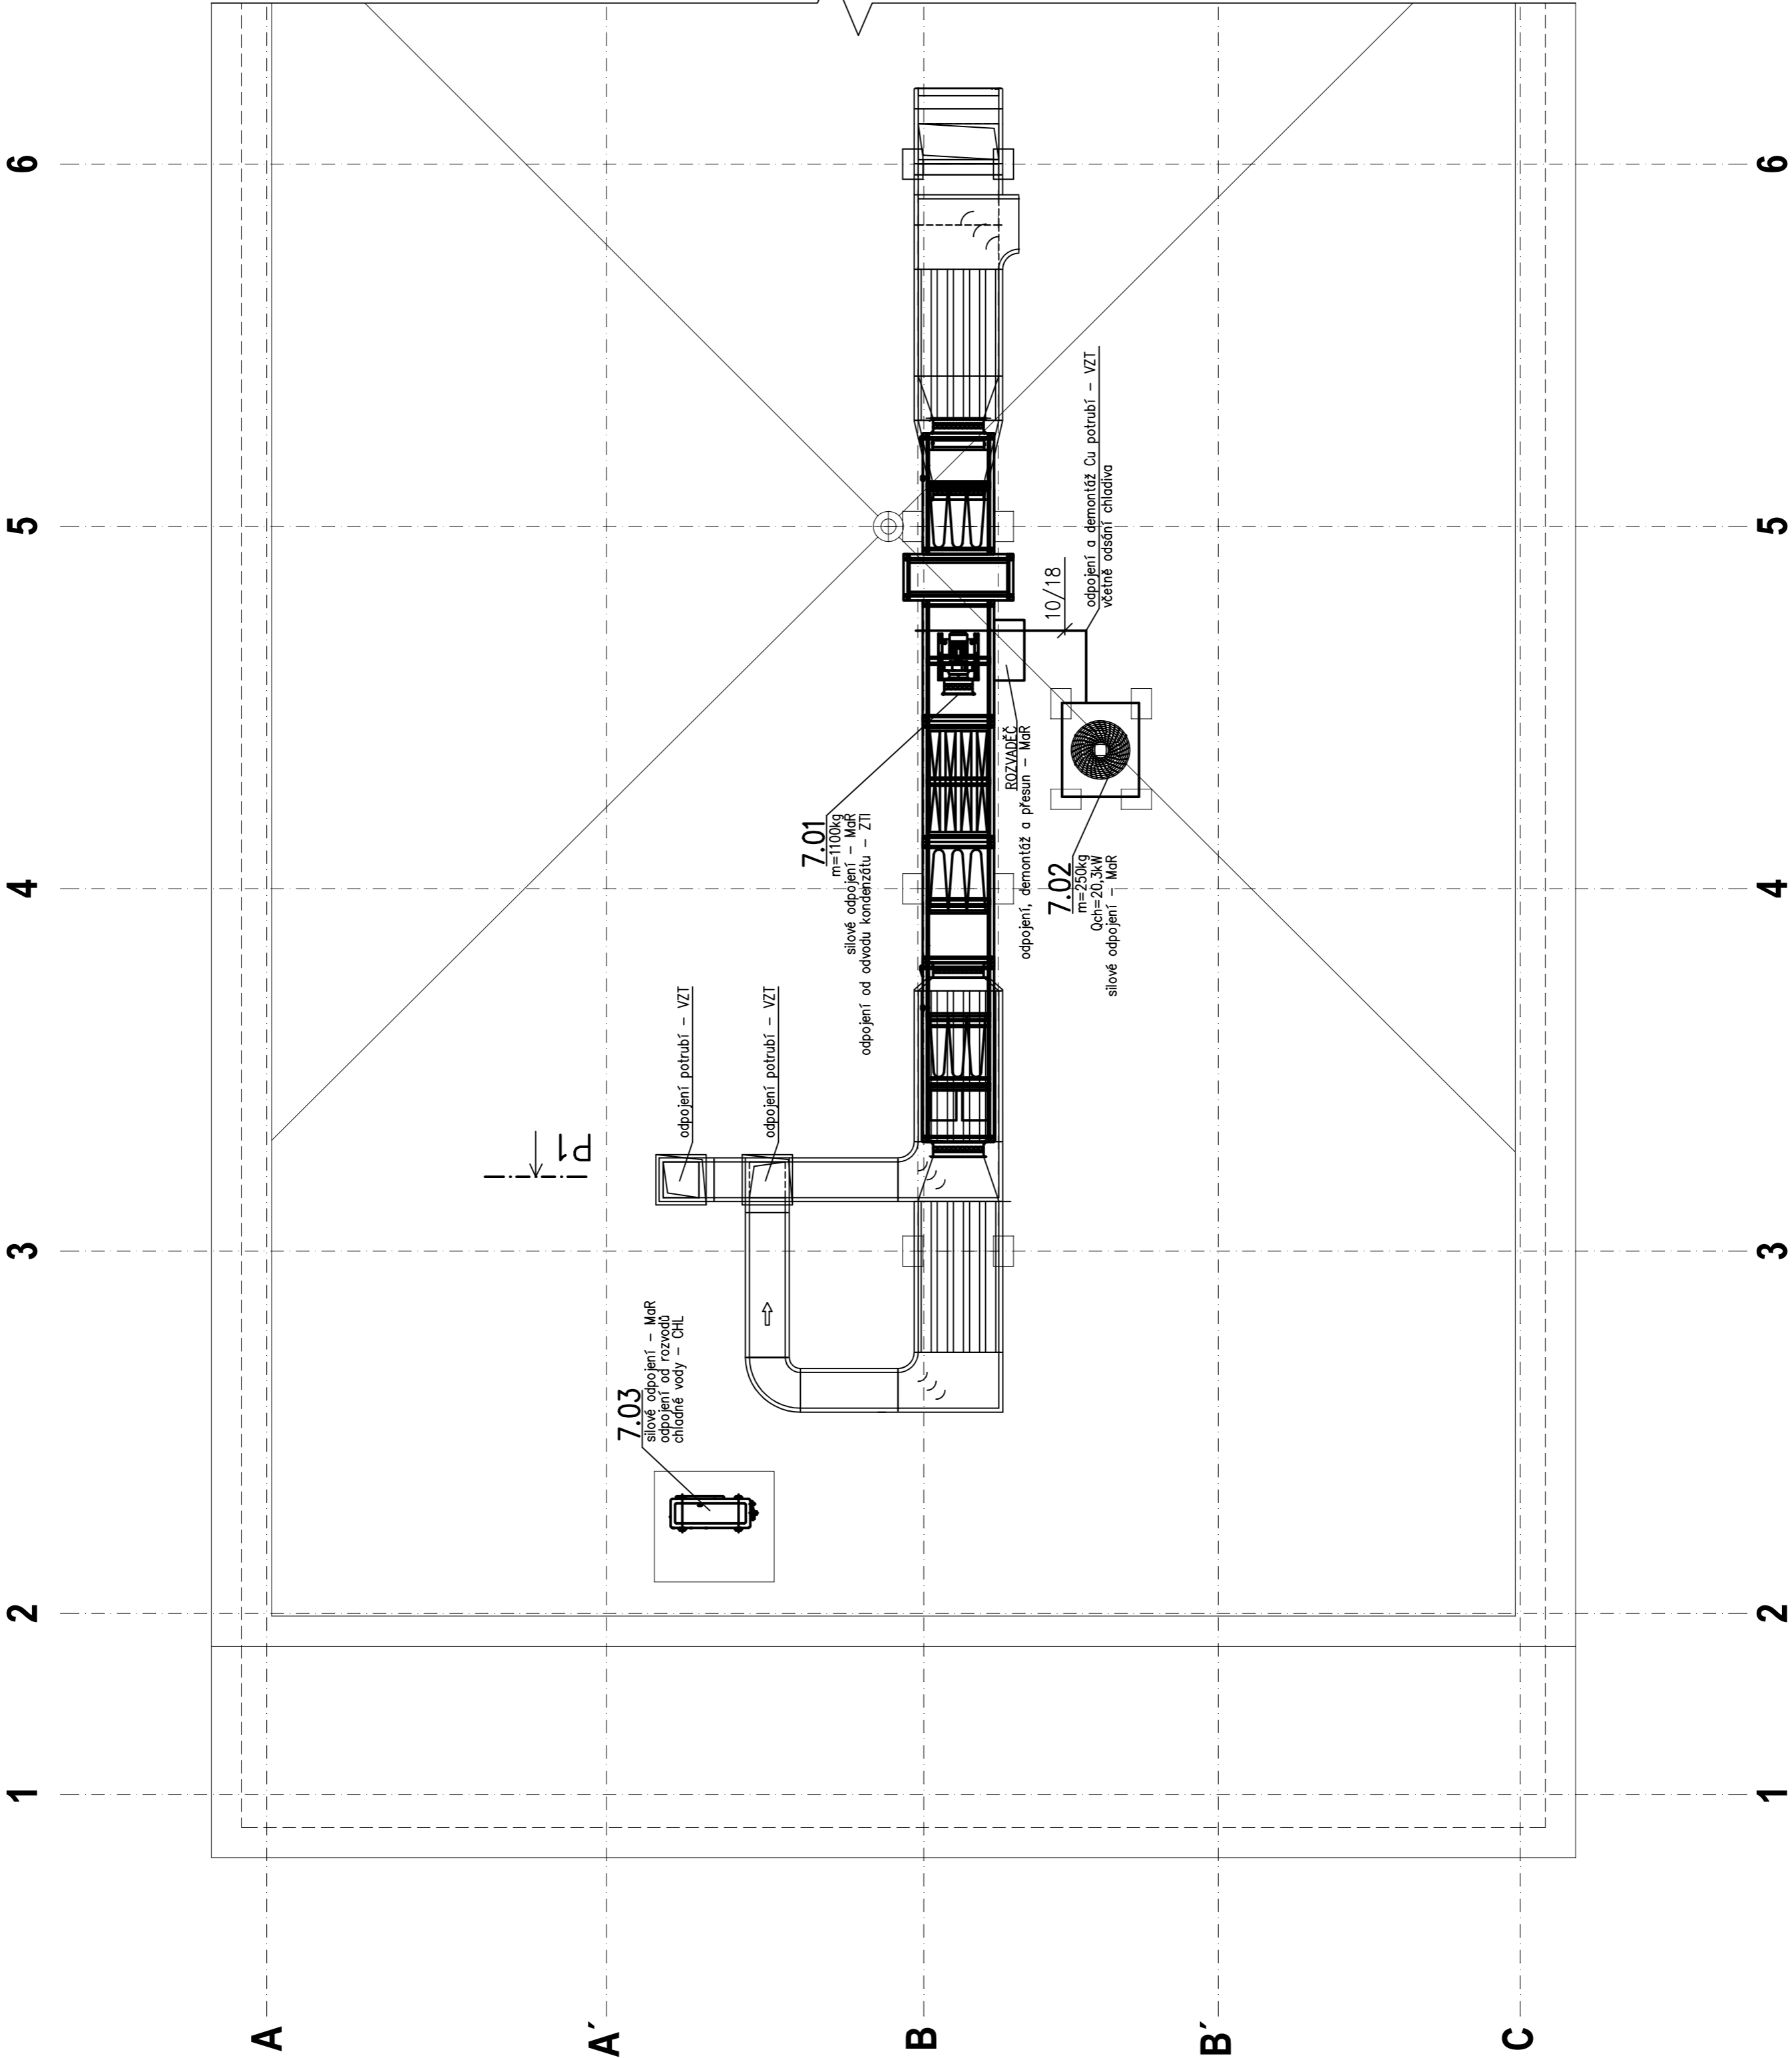 6
5
4
3
2
1
7.03
silové odpojení – MaR
odpojení od rozvodů
chladné vody – CHL
P1
odpojení potrubí – VZT
odpojení potrubí – VZT
7.01
m=1100kg
silové odpojení – MaR
odpojení od odvodu kondenzátu – ZTI
ROZVADĚČ
odpojení, demontáž a přesun – MaR
10/18
odpojení a demontáž Cu potrubí – VZT
včetně odsání chladiva
7.02
m=250kg
Qch=20,3kW
silové odpojení – MaR
6
5
4
3
2
1
A
A´
B
B´
C